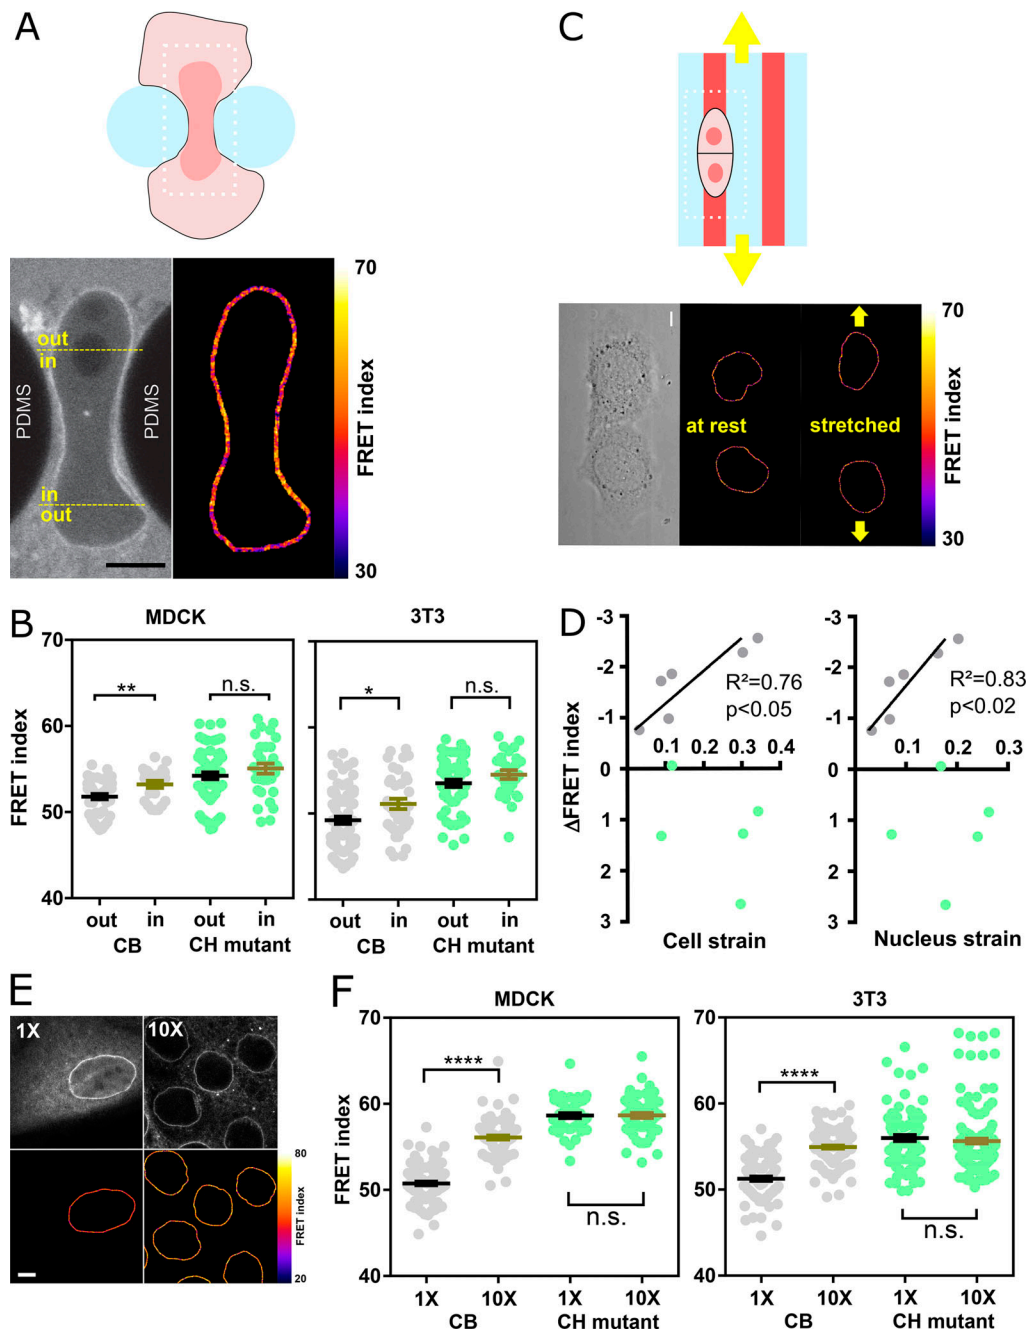 A
out
in
in
out
PDMS
PDMS
70
FRET index
30
C
at rest
stretched
70
FRET index
30
B
MDCK
3T3
FRET index
70
60
50
40
**
n.s.
*
n.s.
out in out in
CB CH mutant
out in out in
CB CH mutant
D
ΔFRET index
-3
-2
-1
0
1
2
3
0.1 0.2 0.3 0.4
R²=0.76
p<0.05
Cell strain
-3
-2
-1
0
1
2
3
0.1 0.2 0.3
R²=0.83
p<0.02
Nucleus strain
E
1X
10X
80
FRET index
20
F
MDCK
FRET index
70
60
50
40
****
n.s.
1X 10X 1X 10X
CB CH mutant
3T3
70
60
50
40
****
n.s.
1X 10X 1X 10X
CB CH mutant